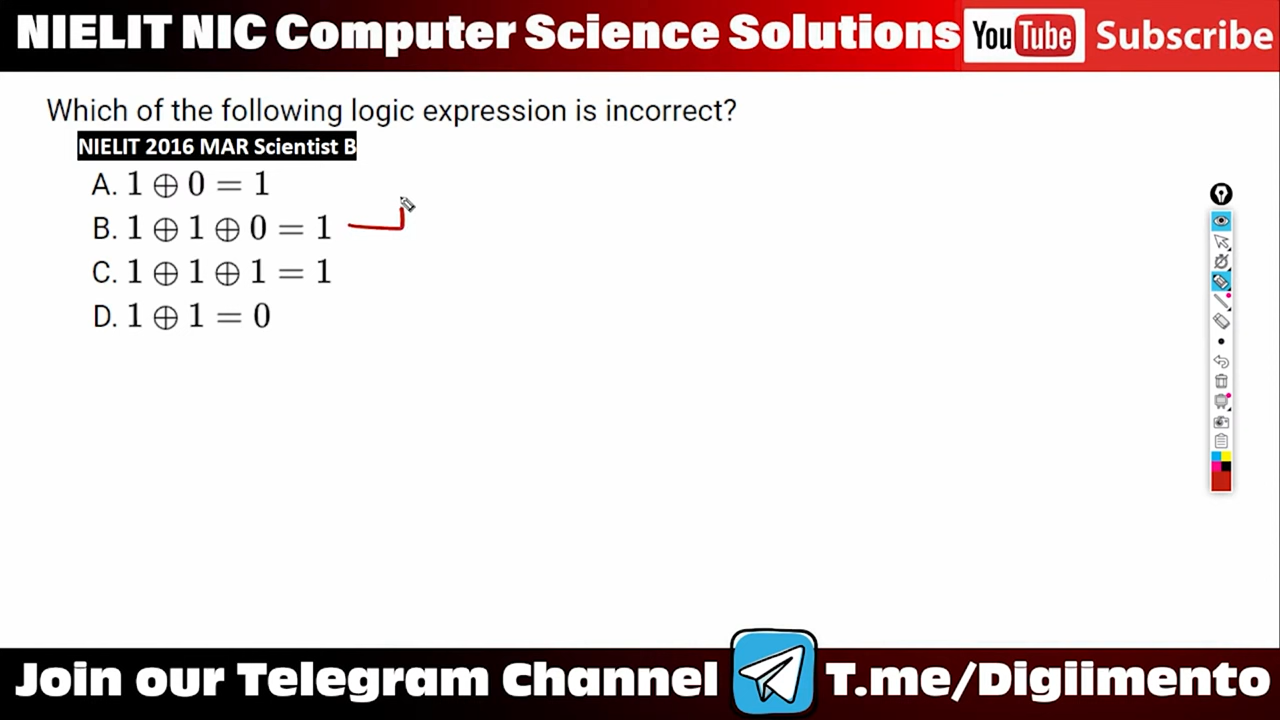 NIELIT NIC Computer Science Solutions YouTube Subscribe
Which of the following logic expression is incorrect?
NIELIT 2016 MAR Scientist B
A. 1 ⊕ 0 = 1
B. 1 ⊕ 1 ⊕ 0 = 1
C. 1 ⊕ 1 ⊕ 1 = 1
D. 1 ⊕ 1 = 0
Join our Telegram Channel T.me/Digiimento